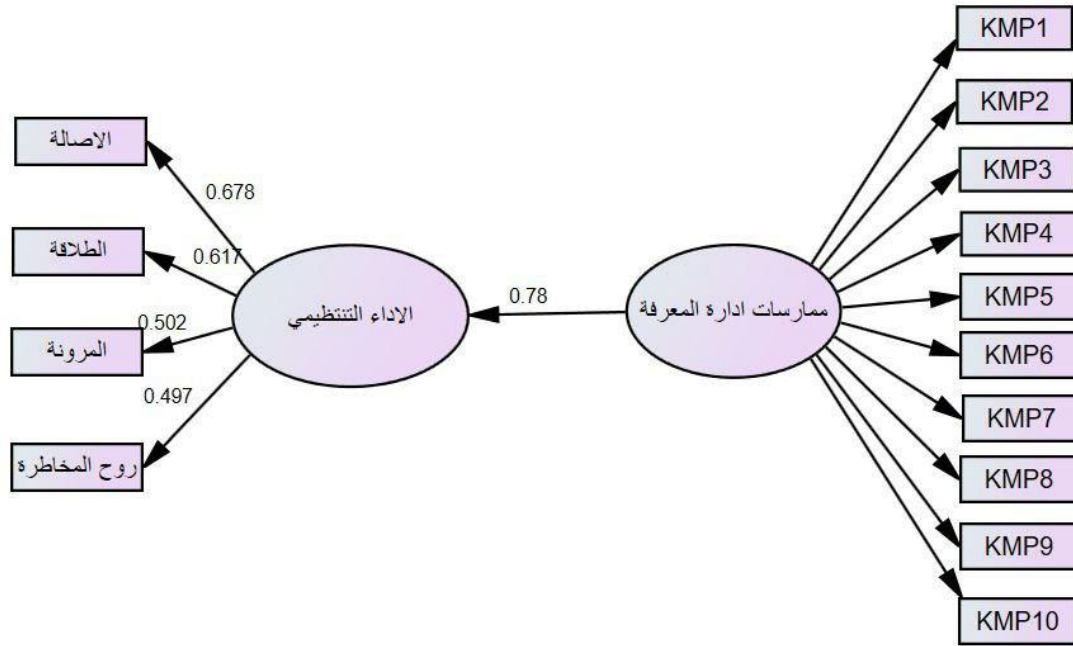 الاصالة
الطلاقة
المرونة
روح المخاطرة
0.678
0.617
0.502
0.497
الاداء التنتظيمي
0.78
ممارسات ادارة المعرفة
KMP1
KMP2
KMP3
KMP4
KMP5
KMP6
KMP7
KMP8
KMP9
KMP10